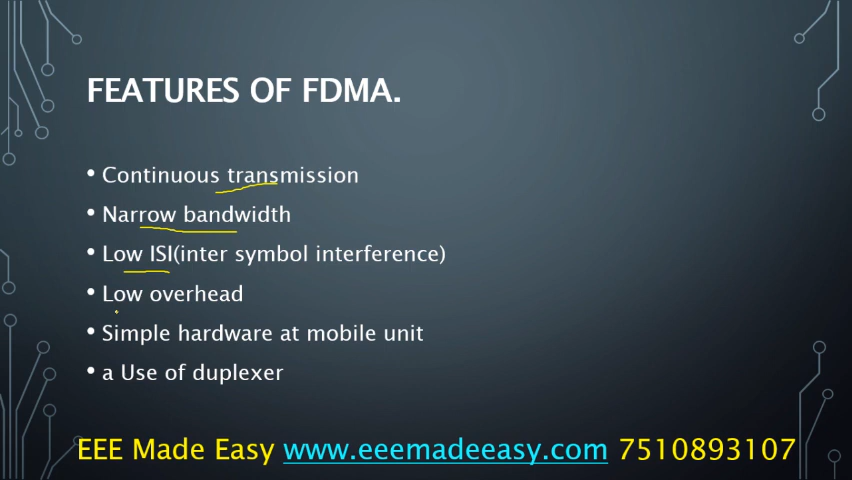 FEATURES OF FDMA.
• Continuous transmission
• Narrow bandwidth
• Low ISI(inter symbol interference)
• Low overhead
• Simple hardware at mobile unit
• a Use of duplexer
EEE Made Easy www.eeemadeeasy.com 7510893107